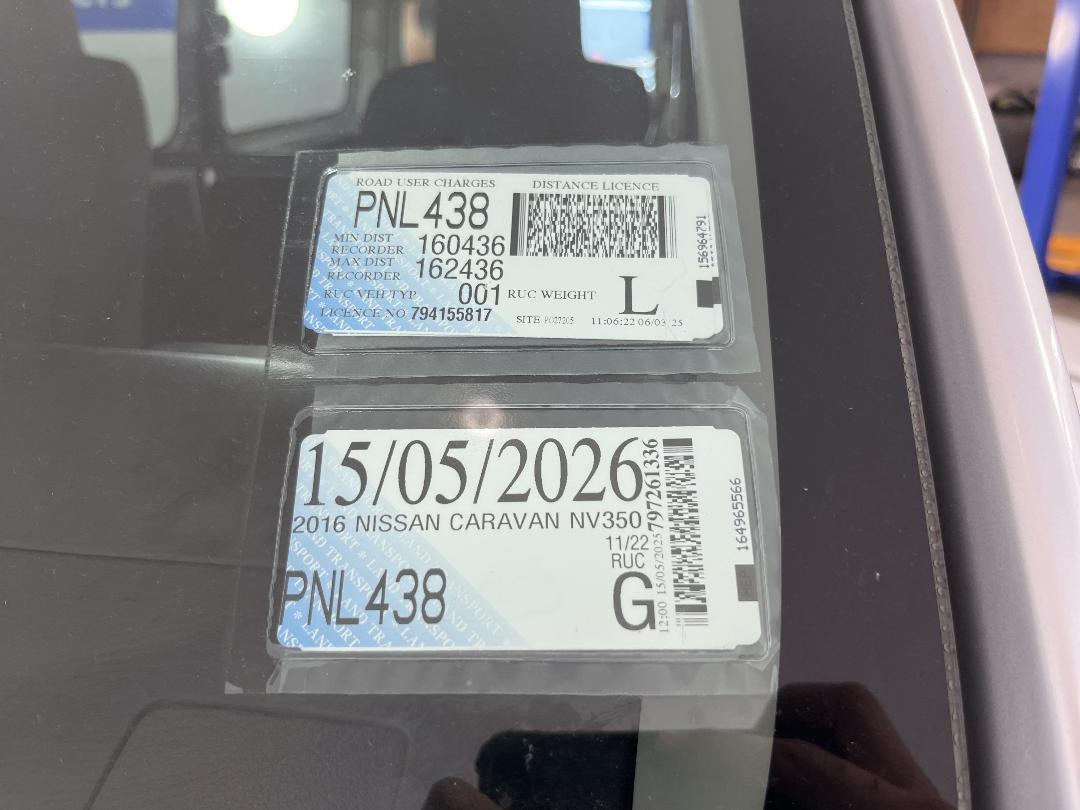 ROAD USER CHARGES DISTANCE LICENCE
PNL438
MIN DIST RECORDER 160436
MAX DIST RECORDER 162436
RUC VEH TYP 001 RUC WEIGHT L
LICENCE NO 794155817 SITE PO27205 11:06:22 06/03/25
156964791
15/05/2026
2016 NISSAN CARAVAN NV350
11/22
RUC
PNL438 G
12:00 15/05/2025 797261336
164965566